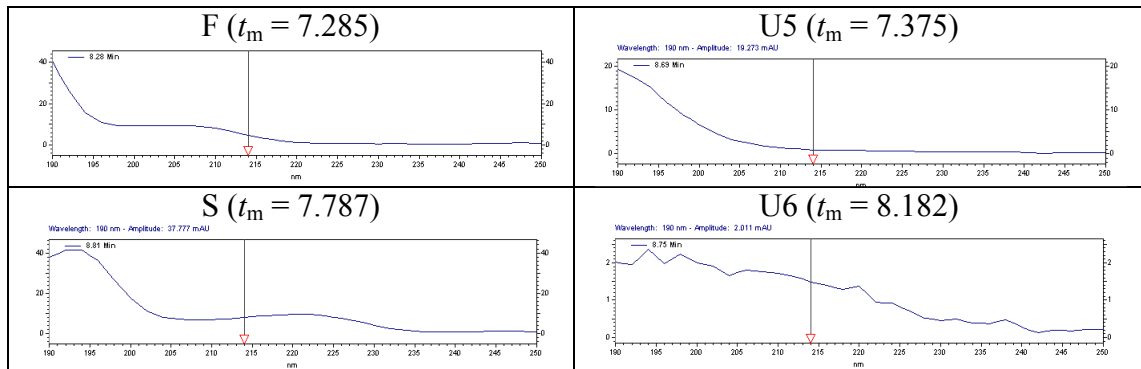 F (tm = 7.285)
8.28 Min
40 40
20 20
0 0
190 195 200 205 210 215 220 225 230 235 240 245 250
nm
U5 (tm = 7.375)
Wavelength: 190 nm - Amplitude: 19.273 mAU
8.69 Min
20 20
10 10
0 0
190 195 200 205 210 215 220 225 230 235 240 245 250
nm
S (tm = 7.787)
Wavelength: 190 nm - Amplitude: 37.777 mAU
8.81 Min
40 40
20 20
0 0
190 195 200 205 210 215 220 225 230 235 240 245 250
nm
U6 (tm = 8.182)
Wavelength: 190 nm - Amplitude: 2.011 mAU
8.75 Min
2 2
1 1
0 0
190 195 200 205 210 215 220 225 230 235 240 245 250
nm